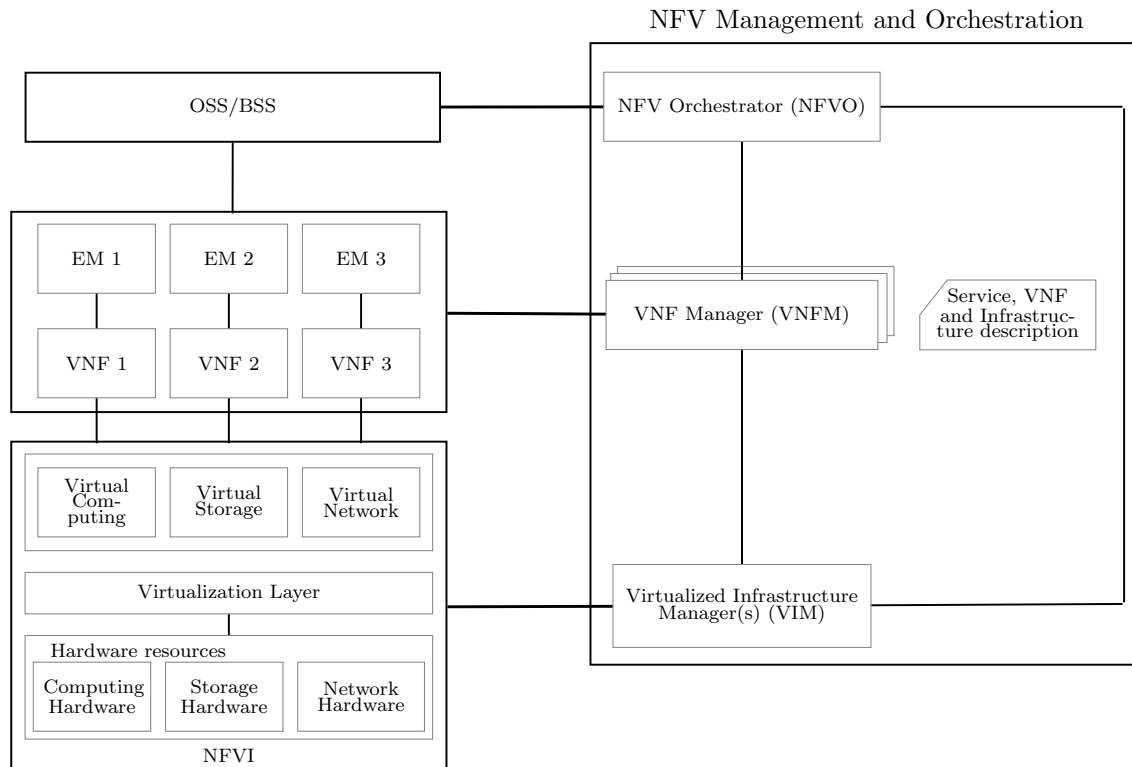 NFV Management and Orchestration
OSS/BSS
NFV Orchestrator (NFVO)
EM 1
EM 2
EM 3
VNF 1
VNF 2
VNF 3
VNF Manager (VNFM)
Service, VNF
and Infrastruc-
ture description
Virtual
Com-
puting
Virtual
Storage
Virtual
Network
Virtualization Layer
Virtualized Infrastructure
Manager(s) (VIM)
Hardware resources
Computing
Hardware
Storage
Hardware
Network
Hardware
NFVI